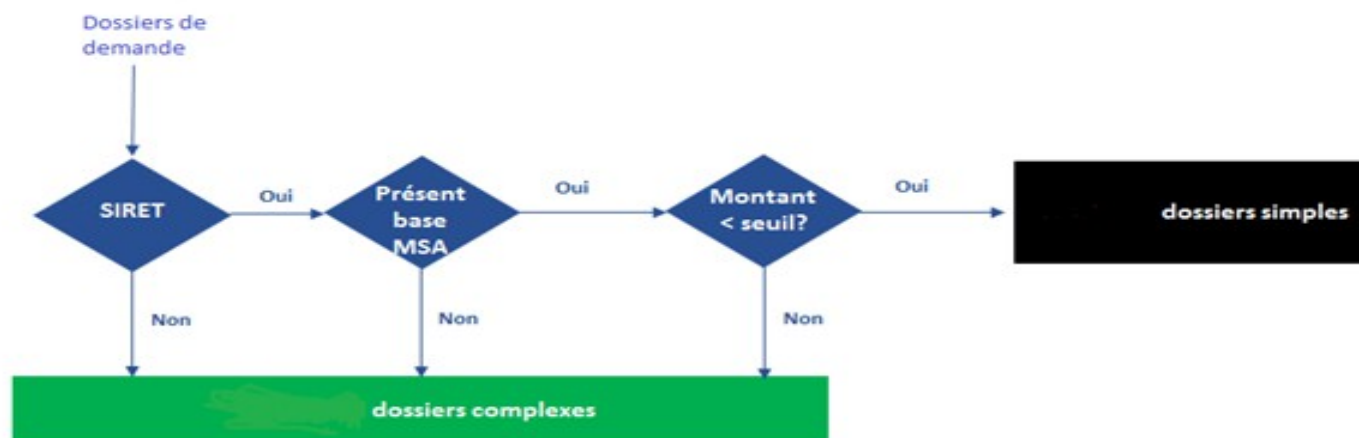 Dossiers de
demande
SIRET
Oui
Présent
base
MSA
Oui
Montant
< seuil?
Oui
dossiers simples
Non
Non
Non
dossiers complexes